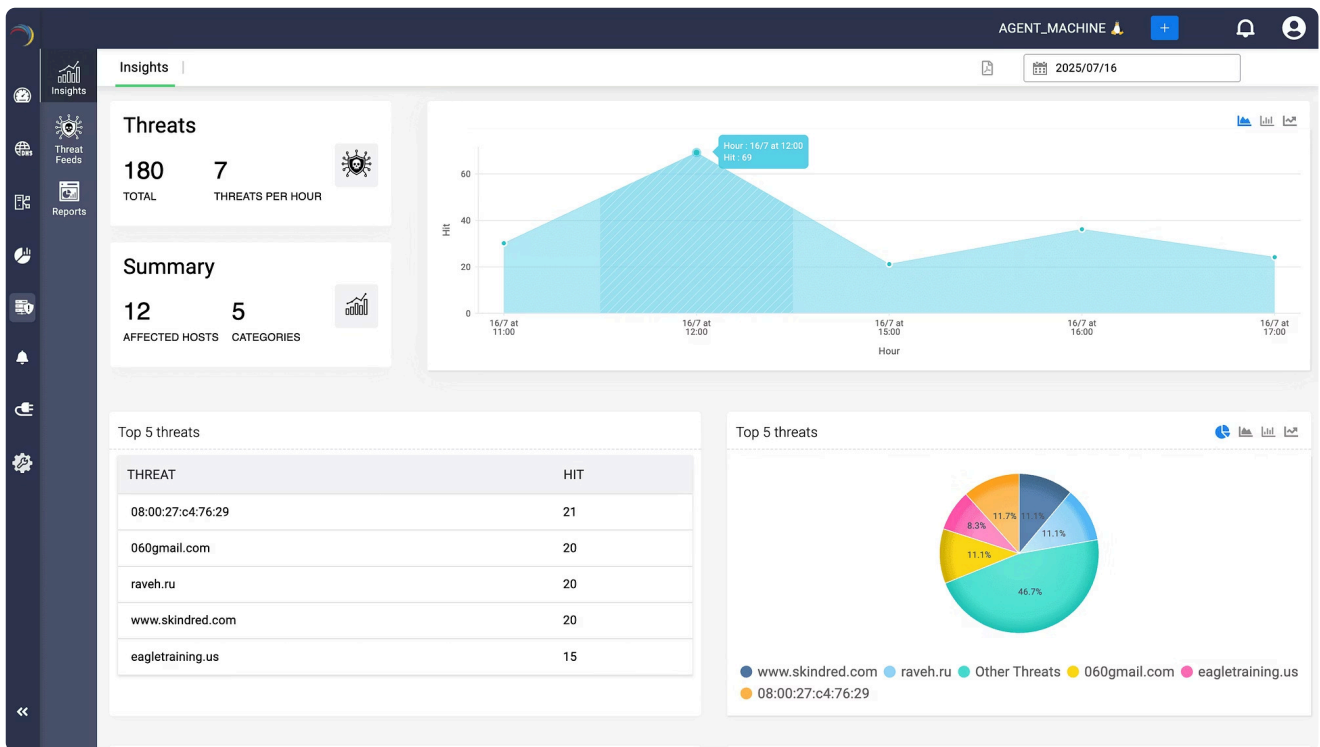 AGENT_MACHINE
+
Insights
Threat
Feeds
Reports
DNS
Insights
2025/07/16
Threats
180
7
TOTAL
THREATS PER HOUR
Summary
12
5
AFFECTED HOSTS
CATEGORIES
Hour : 16/7 at 12:00
Hit : 69
Hit
60
40
20
0
16/7 at
11:00
16/7 at
12:00
16/7 at
15:00
16/7 at
16:00
16/7 at
17:00
Hour
Top 5 threats
THREAT HIT
08:00:27:c4:76:29 21
060gmail.com 20
raveh.ru 20
www.skindred.com 20
eagletraining.us 15
Top 5 threats
11.7% 11.1%
8.3%
11.1%
11.1%
46.7%
www.skindred.com raveh.ru Other Threats 060gmail.com eagletraining.us
08:00:27:c4:76:29